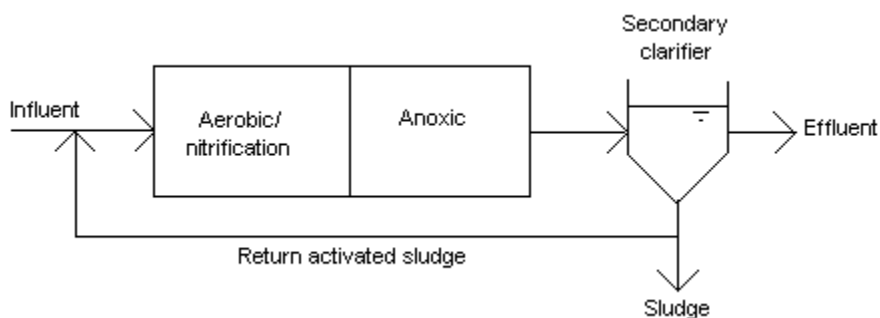 Secondary
clarifier
Influent
Aerobic/
nitrification
Anoxic
Effluent
Return activated sludge
Sludge